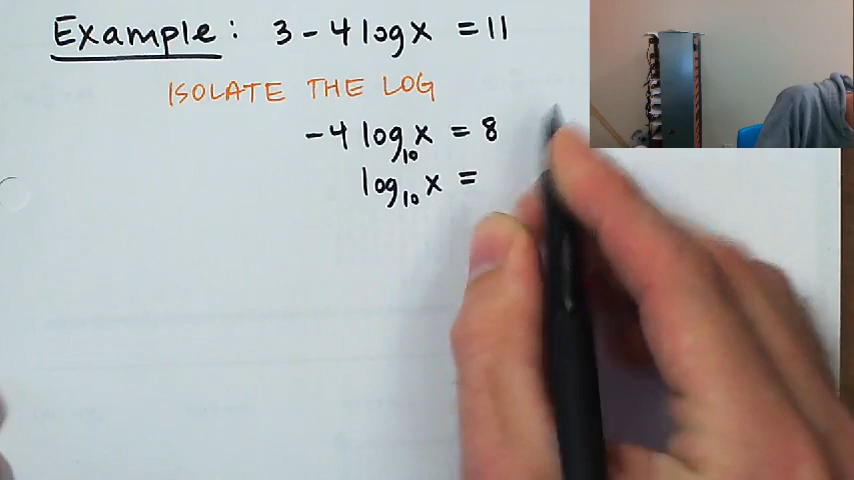 Example: 3 - 4 log x = 11
ISOLATE THE LOG
-4 log₁₀ x = 8
log₁₀ x =